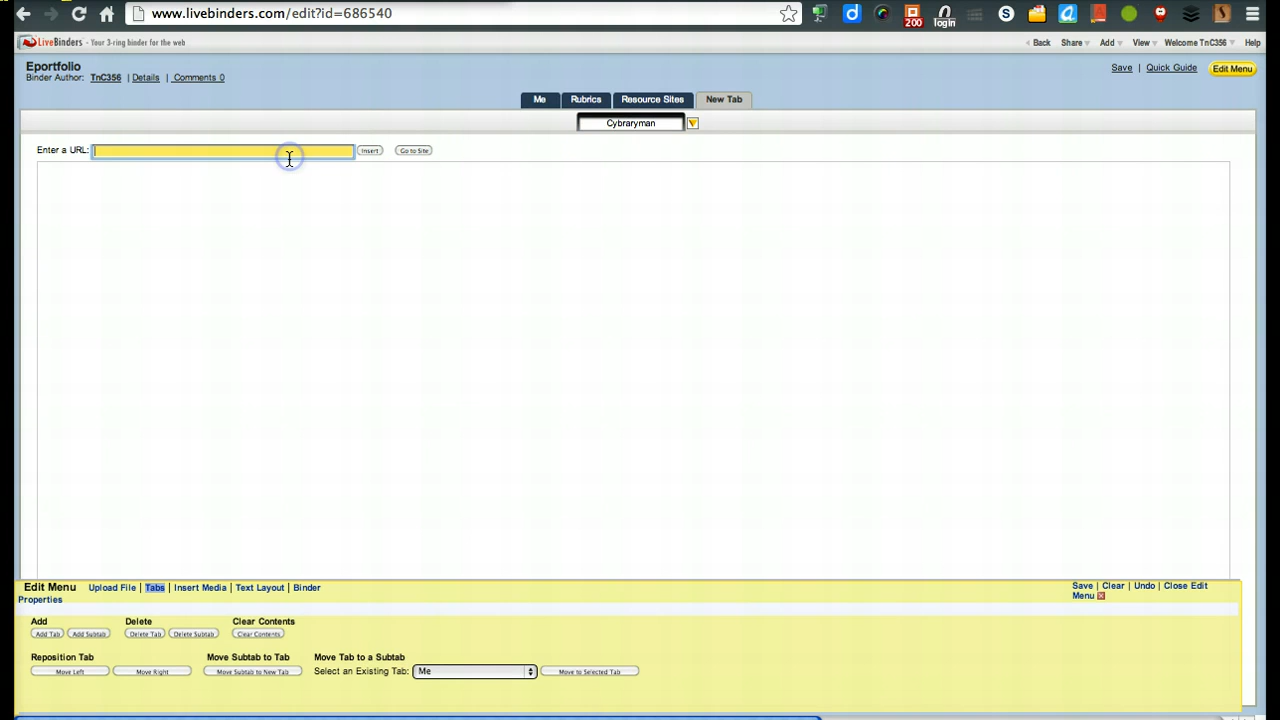 www.livebinders.com/edit?id=686540
200
login
LiveBinders - Your 3-ring binder for the web
Back Share Add View Welcome TnC356 Help
Eportfolio
Binder Author: TnC356 | Details | Comments 0
Save | Quick Guide Edit Menu
Me Rubrics Resource Sites New Tab
Cybraryman
Enter a URL: Insert Go to Site
Edit Menu Upload File | Tabs | Insert Media | Text Layout | Binder
Properties
Save | Clear | Undo | Close Edit
Menu
Add Delete Clear Contents
Add Tab Add Subtab Delete Tab Delete Subtab Clear Contents
Reposition Tab Move Subtab to Tab Move Tab to a Subtab
Move Left Move Right Move Subtab to New Tab Select an Existing Tab: Me Move to Selected Tab